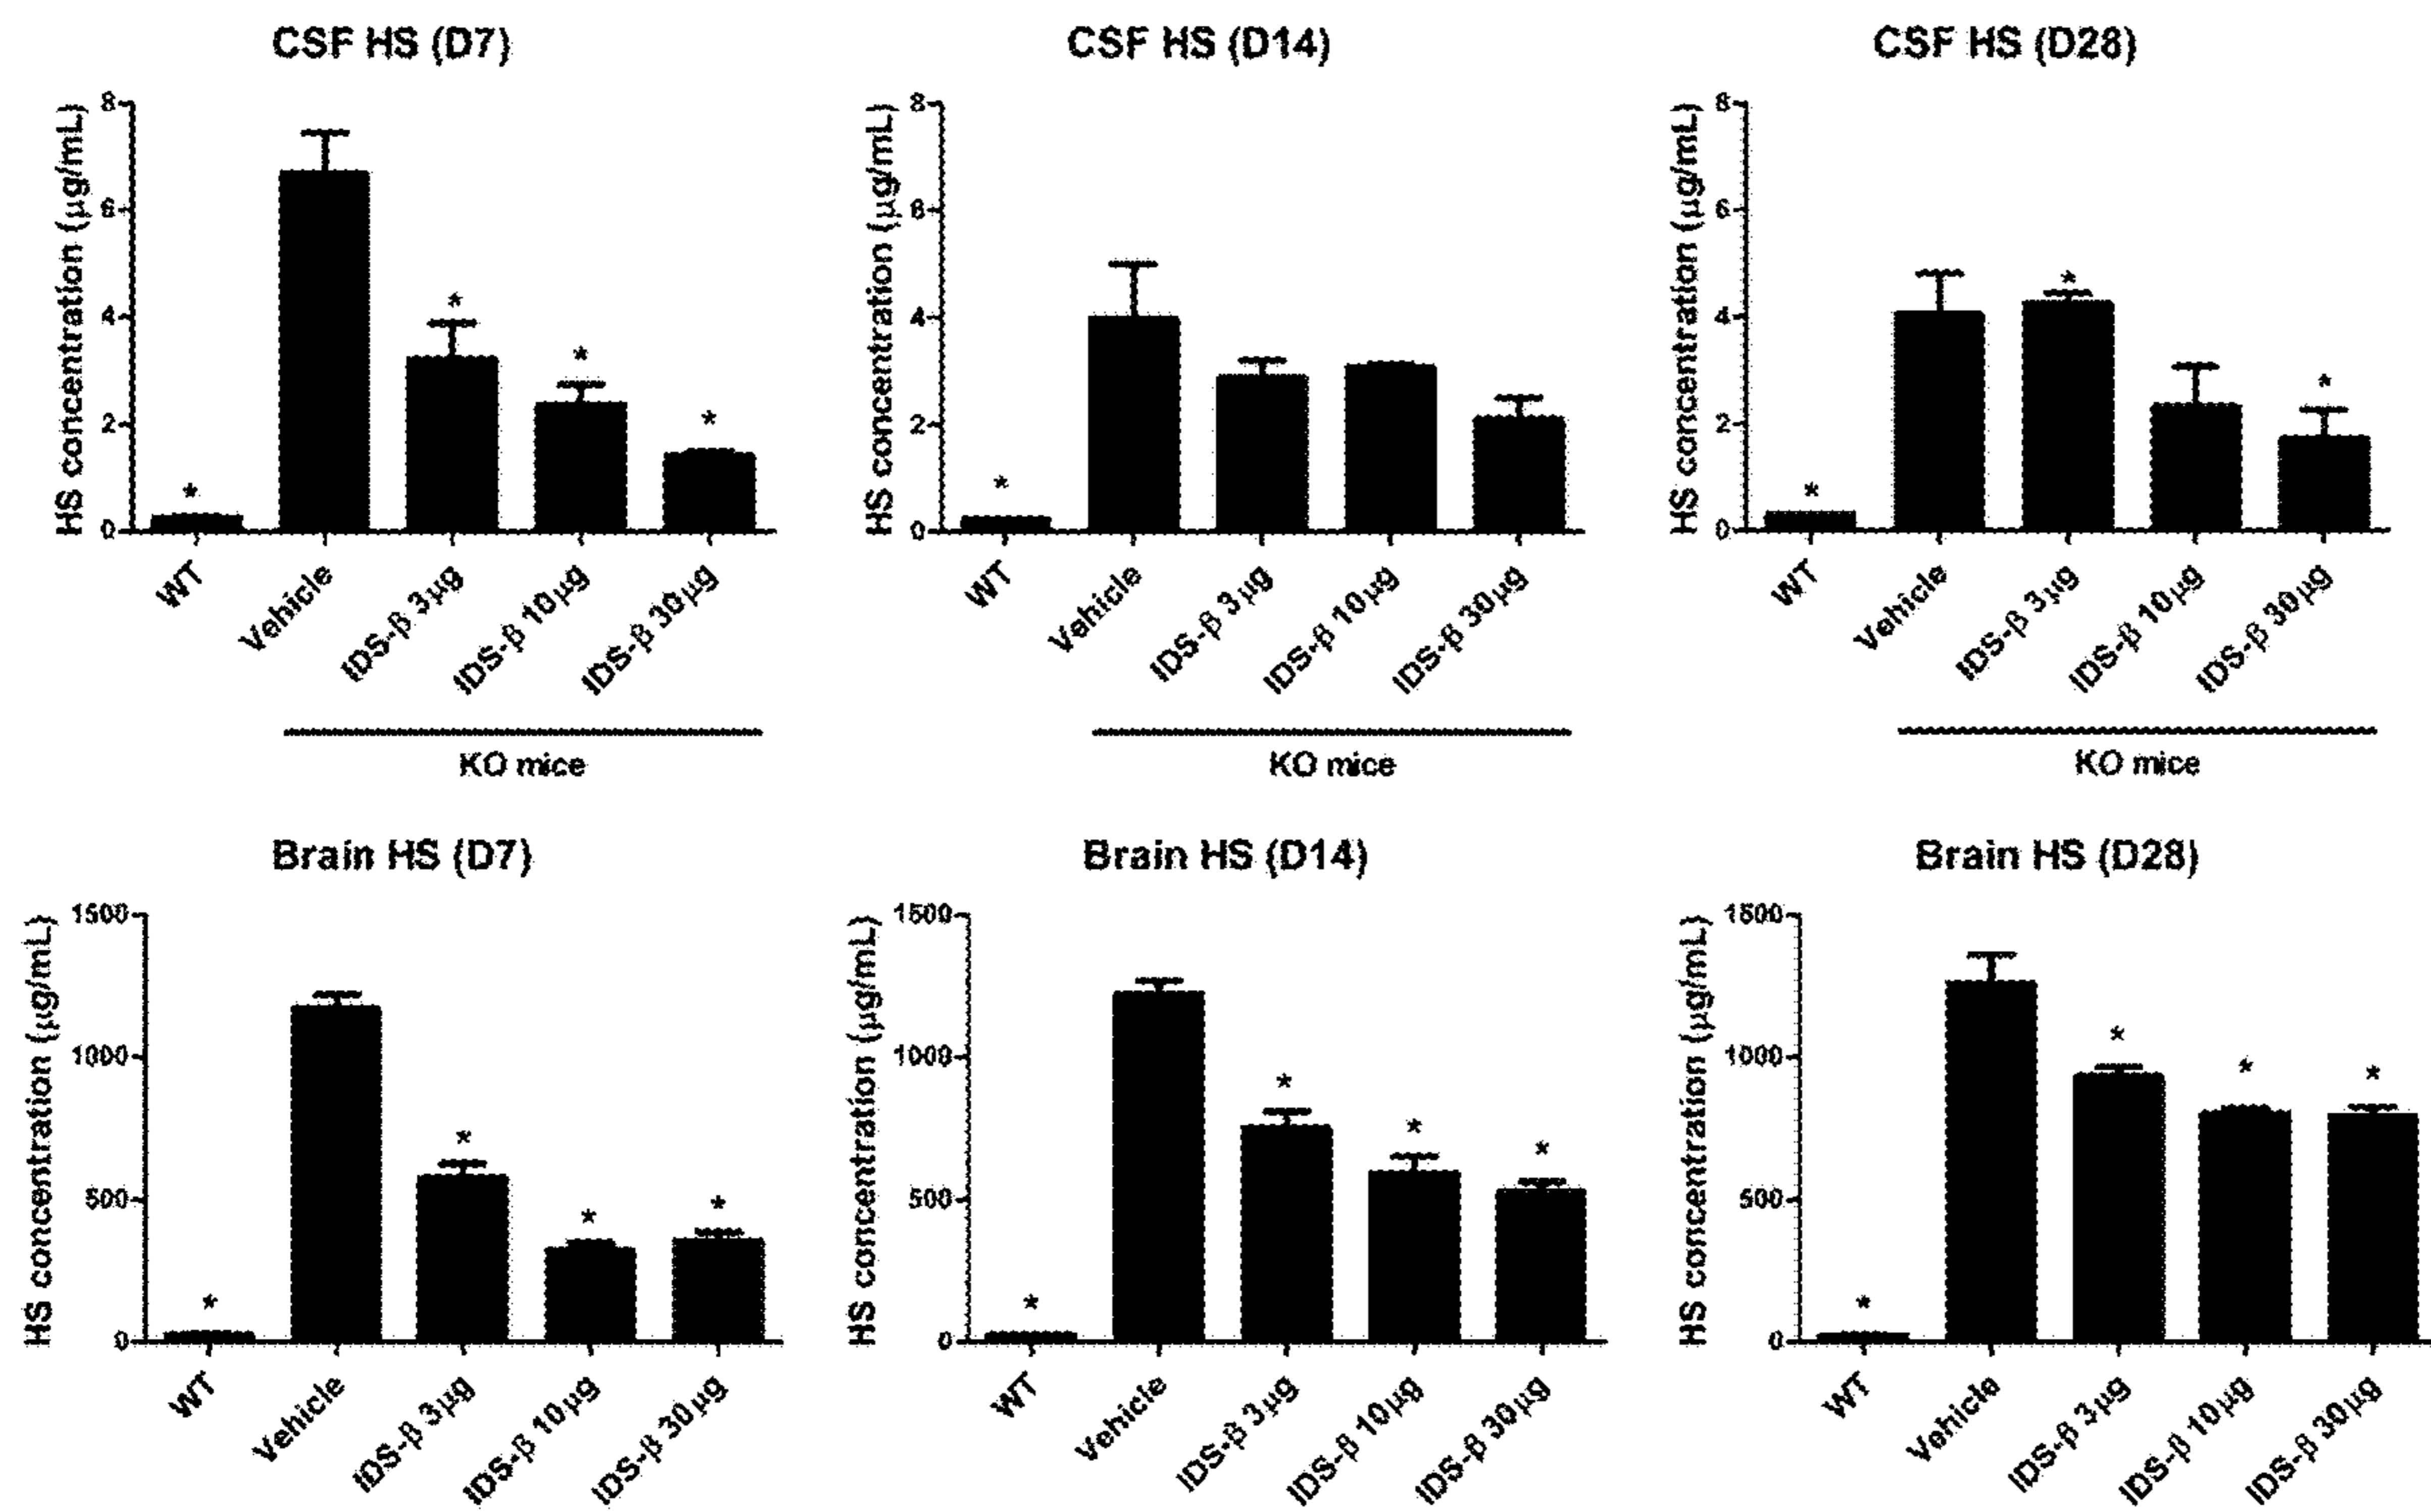 CSF HS (D7)
HS concentration (µg/mL)
8
6
4
2
0
*
*
*
*
WT
Vehicle
IDS-β 3µg
IDS-β 10µg
IDS-β 30µg
KO mice
CSF HS (D14)
HS concentration (µg/mL)
8
6
4
2
0
*
WT
Vehicle
IDS-β 3µg
IDS-β 10µg
IDS-β 30µg
KO mice
CSF HS (D28)
HS concentration (µg/mL)
8
6
4
2
0
*
*
*
WT
Vehicle
IDS-β 3µg
IDS-β 10µg
IDS-β 30µg
KO mice
Brain HS (D7)
HS concentration (µg/mL)
1500
1000
500
0
*
*
*
*
WT
Vehicle
IDS-β 3µg
IDS-β 10µg
IDS-β 30µg
Brain HS (D14)
HS concentration (µg/mL)
1500
1000
500
0
*
*
*
*
WT
Vehicle
IDS-β 3µg
IDS-β 10µg
IDS-β 30µg
Brain HS (D28)
HS concentration (µg/mL)
1500
1000
500
0
*
*
*
*
WT
Vehicle
IDS-β 3µg
IDS-β 10µg
IDS-β 30µg